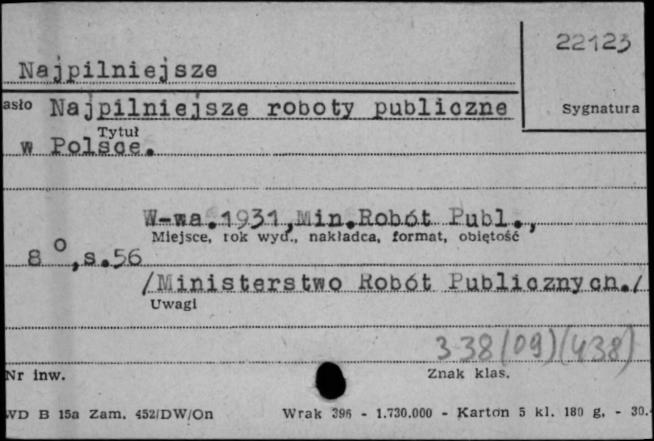 22123
Najpilniejsze
asło Najpilniejsze roboty publiczne
Sygnatura
Tytuł
w Polsce.
W-wa.1931,Min.Robót Publ.,
Miejsce, rok wyd., nakładca, format, objętość
8 °,s.56
/Ministerstwo Robót Publicznych./
Uwagi
338(09)(438)
Nr inw.
Znak klas.
WD B 15a Zam. 452/DW/On Wrak 396 - 1.730.000 - Karton 5 kl. 180 g. - 30.